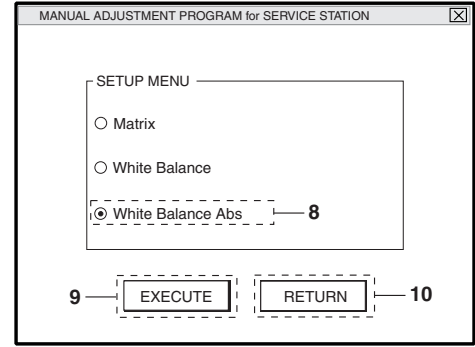 MANUAL ADJUSTMENT PROGRAM for SERVICE STATION
SETUP MENU
Matrix
White Balance
White Balance Abs
8
9
EXECUTE
RETURN
10